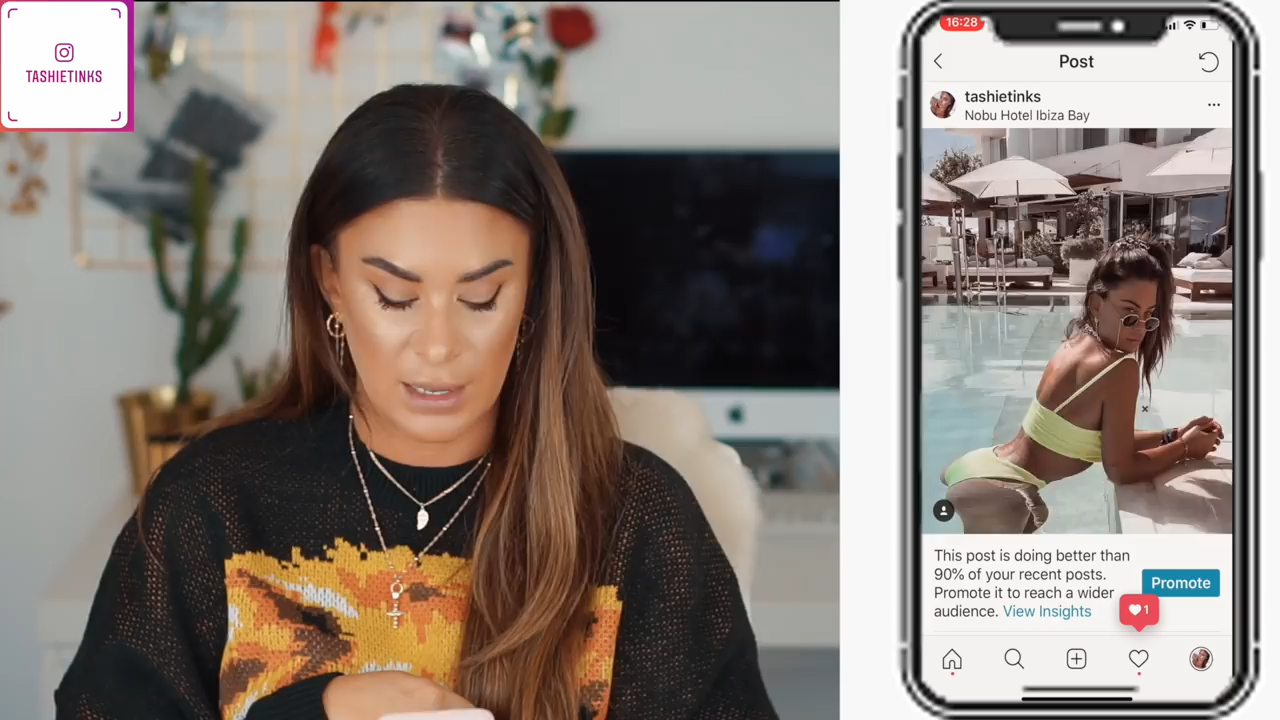 TASHIETINKS
16:28
Post
tashietinks
Nobu Hotel Ibiza Bay
This post is doing better than
90% of your recent posts.
Promote it to reach a wider
audience. View Insights
Promote
1